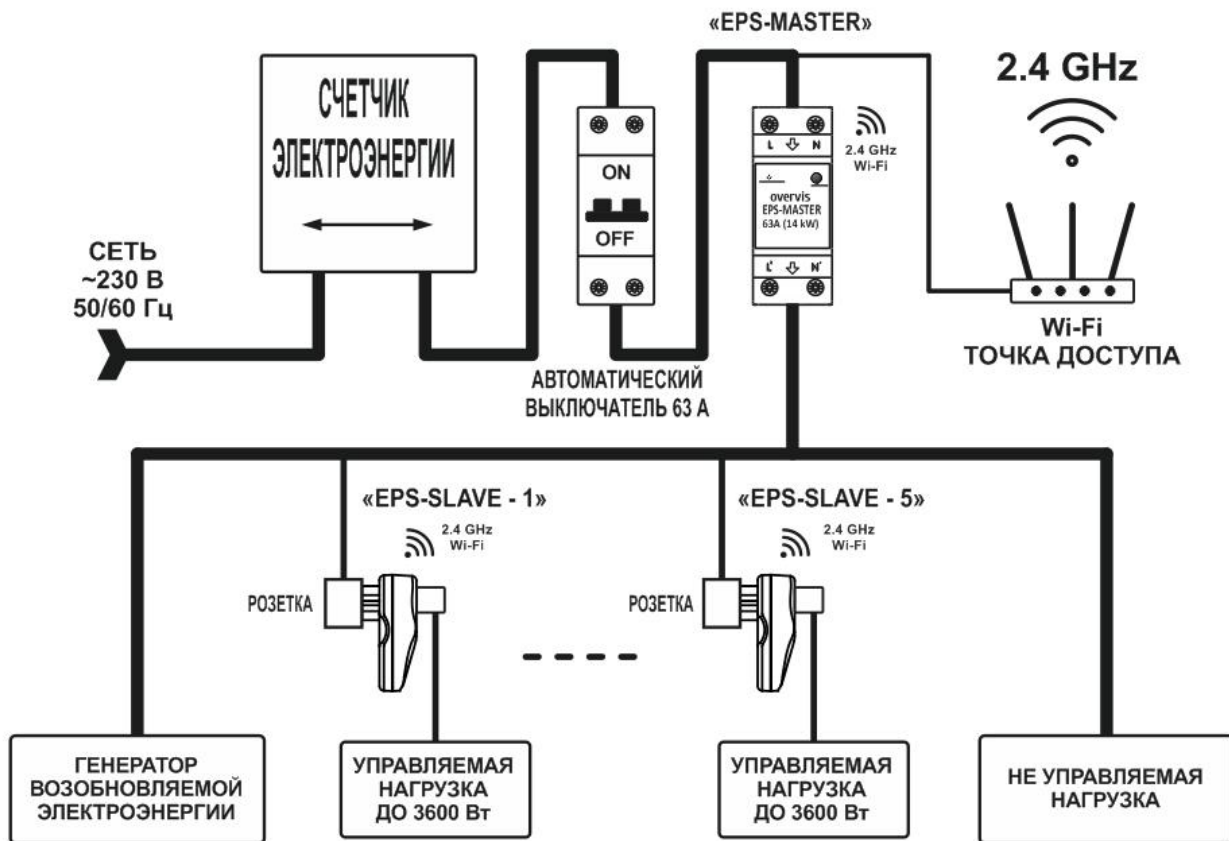 «EPS-MASTER»
2.4 GHz
СЧЕТЧИК
ЭЛЕКТРОЭНЕРГИИ
ON
OFF
L N
2.4 GHz
Wi-Fi
overvis
EPS-MASTER
63A (14 kW)
L' N'
СЕТЬ
~230 В
50/60 Гц
Wi-Fi
ТОЧКА ДОСТУПА
АВТОМАТИЧЕСКИЙ
ВЫКЛЮЧАТЕЛЬ 63 А
«EPS-SLAVE - 1»
2.4 GHz
Wi-Fi
РОЗЕТКА
«EPS-SLAVE - 5»
2.4 GHz
Wi-Fi
РОЗЕТКА
ГЕНЕРАТОР
ВОЗОБНОВЛЯЕМОЙ
ЭЛЕКТРОЭНЕРГИИ
УПРАВЛЯЕМАЯ
НАГРУЗКА
ДО 3600 Вт
УПРАВЛЯЕМАЯ
НАГРУЗКА
ДО 3600 Вт
НЕ УПРАВЛЯЕМАЯ
НАГРУЗКА